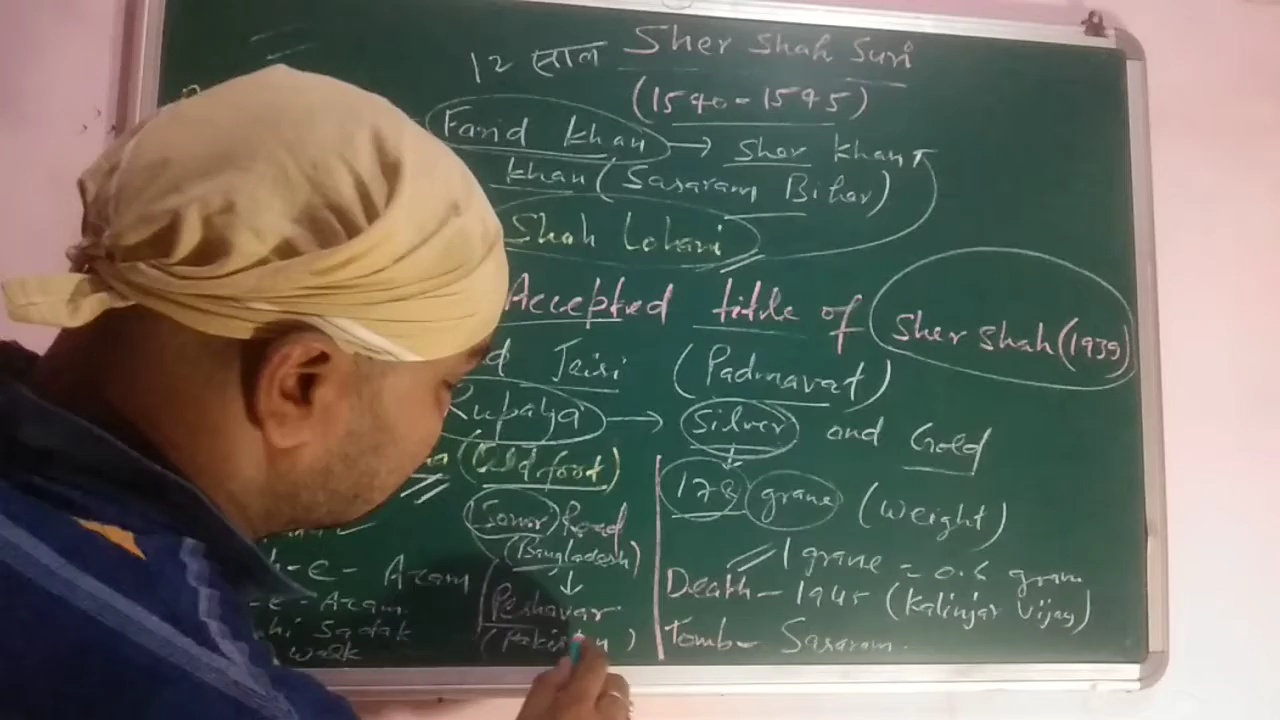 12 साल Sher Shah Suri
(1540-1545)
Farid Khan → Sher Khan
Khan (Sasaram Bihar)
Shah Lohani
Accepted title of Sher Shah (1939)
Jaisi (Padmavat)
Rupaya → Silver and Gold
(Old fort)
178 grane (Weight)
Sonar Road
(Bangladesh)
↓
Peshavar
1 grane = 0.6 gram
Death - 1945 (Kalinjar Vijay)
Tomb - Sasaram.
-e- Azam
-e-Azam
Sadak
walk